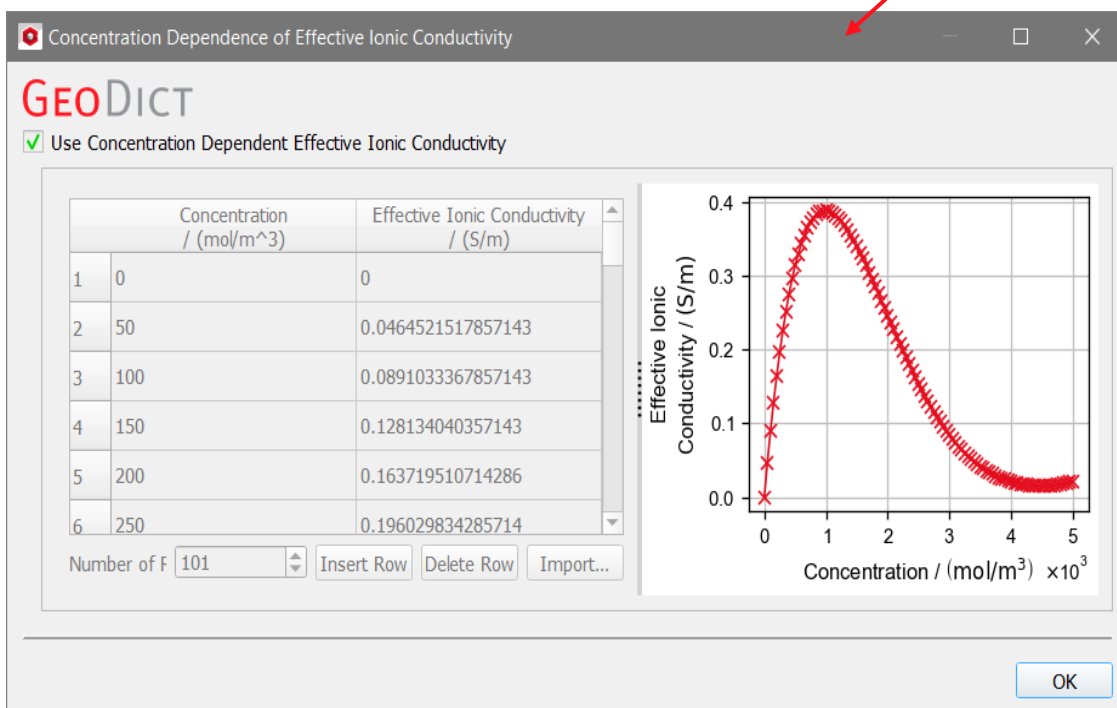 Concentration Dependence of Effective Ionic Conductivity
GEODICT
Use Concentration Dependent Effective Ionic Conductivity
Concentration / (mol/m^3)
Effective Ionic Conductivity / (S/m)
1 0 0
2 50 0.0464521517857143
3 100 0.0891033367857143
4 150 0.128134040357143
5 200 0.163719510714286
6 250 0.196029834285714
Number of F 101 Insert Row Delete Row Import...
Effective Ionic
Conductivity / (S/m)
0.4
0.3
0.2
0.1
0.0
0 1 2 3 4 5
Concentration / (mol/m³) ×10³
OK